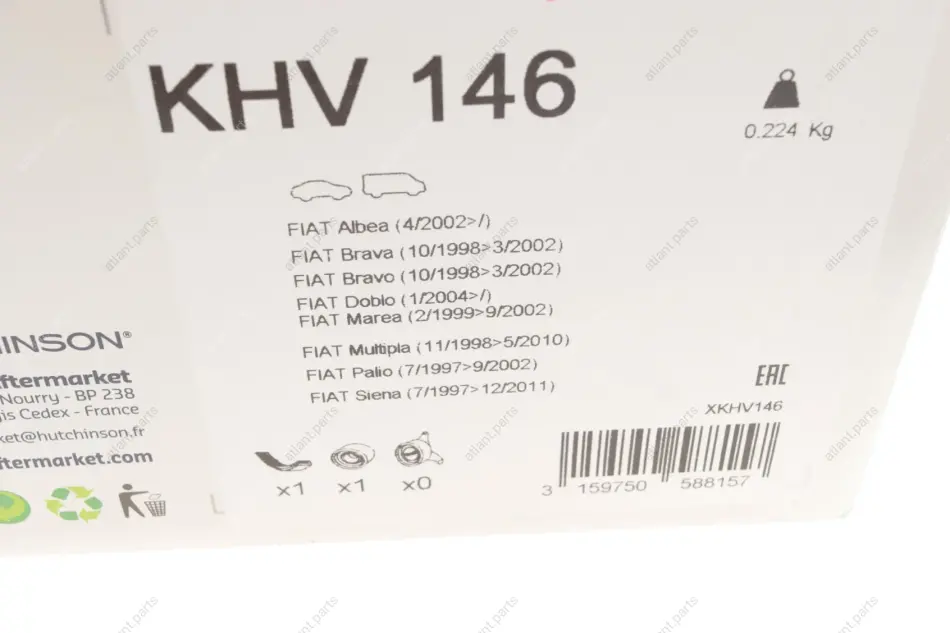 KHV 146
0.224 Kg
FIAT Albea (4/2002>/)
FIAT Brava (10/1998>3/2002)
FIAT Bravo (10/1998>3/2002)
FIAT Doblo (1/2004>/)
FIAT Marea (2/1999>9/2002)
FIAT Multipla (11/1998>5/2010)
FIAT Palio (7/1997>9/2002)
FIAT Siena (7/1997>12/2011)
x1 x1 x0
EAC
XKHV146
3 159750 588157
INSON®
ftermarket
Nourry - BP 238
is Cedex - France
ket@hutchinson.fr
ftermarket.com
atlant.parts